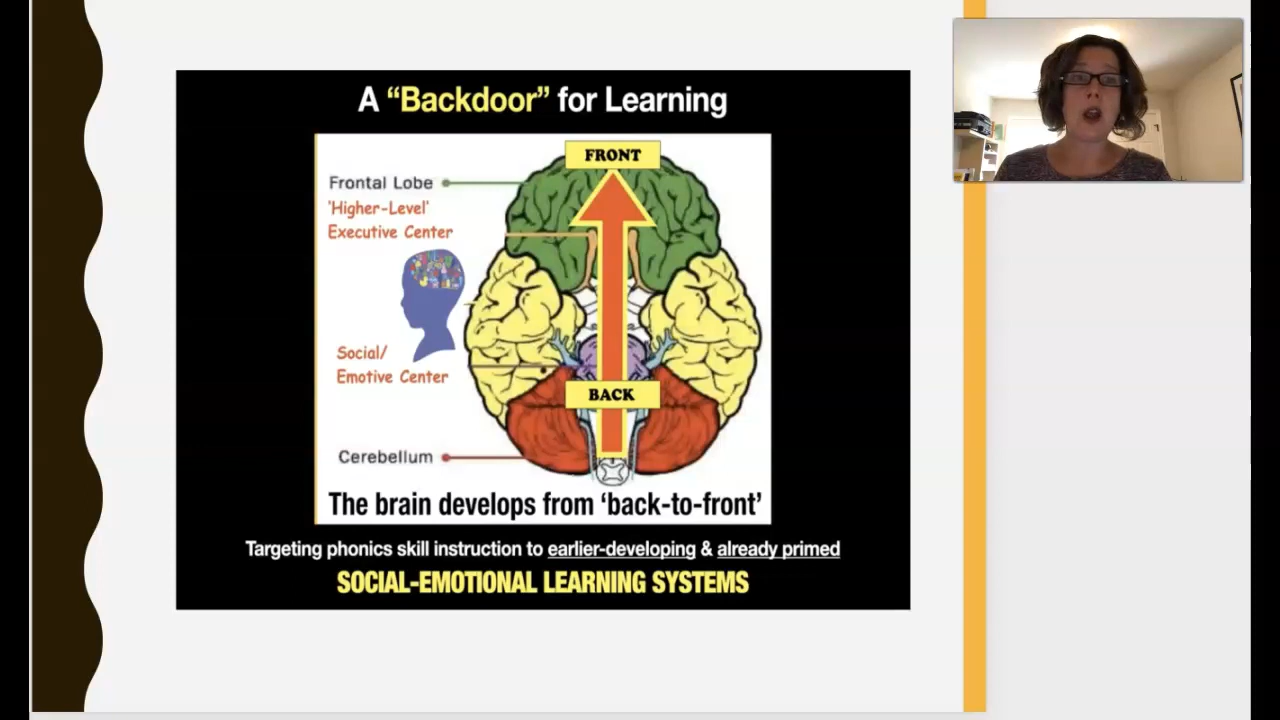 A “Backdoor” for Learning
FRONT
Frontal Lobe
'Higher-Level'
Executive Center
Social/
Emotive Center
BACK
Cerebellum
The brain develops from ‘back-to-front’
Targeting phonics skill instruction to earlier-developing & already primed
SOCIAL-EMOTIONAL LEARNING SYSTEMS